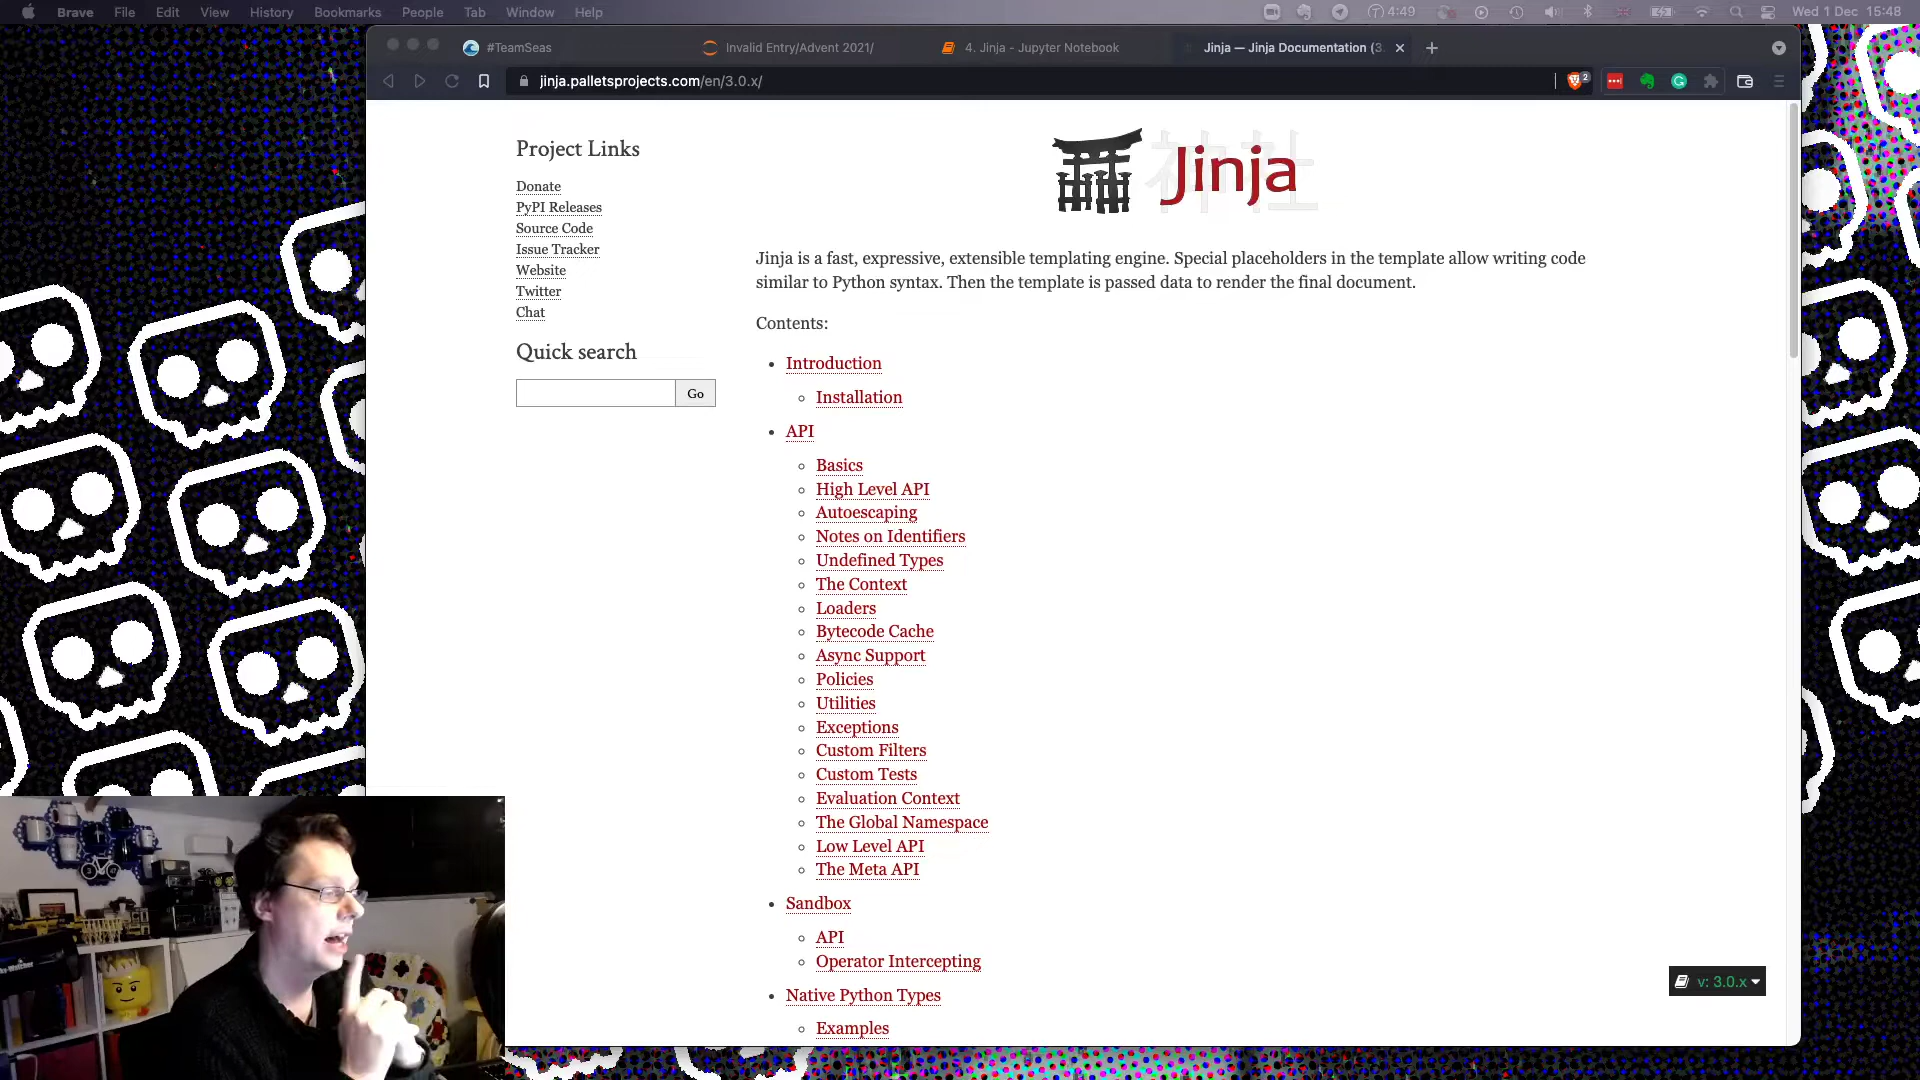 Brave File Edit View History Bookmarks People Tab Window Help 4:49 Wed 1 Dec 15:48
#TeamSeas Invalid Entry/Advent 2021/ 4. Jinja - Jupyter Notebook Jinja — Jinja Documentation (3.
jinja.palletsprojects.com/en/3.0.x/ 2
Project Links
Donate
PyPI Releases
Source Code
Issue Tracker
Website
Twitter
Chat
Quick search
Go
神社 Jinja
Jinja is a fast, expressive, extensible templating engine. Special placeholders in the template allow writing code
similar to Python syntax. Then the template is passed data to render the final document.
Contents:
Introduction
Installation
API
Basics
High Level API
Autoescaping
Notes on Identifiers
Undefined Types
The Context
Loaders
Bytecode Cache
Async Support
Policies
Utilities
Exceptions
Custom Filters
Custom Tests
Evaluation Context
The Global Namespace
Low Level API
The Meta API
Sandbox
API
Operator Intercepting
Native Python Types
Examples
v: 3.0.x